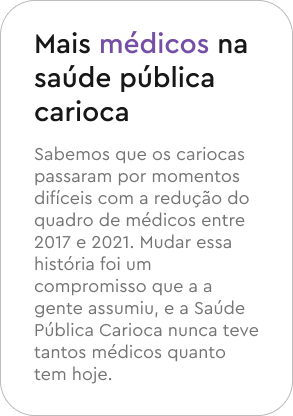 Mais médicos na
saúde pública
carioca
Sabemos que os cariocas
passaram por momentos
difíceis com a redução do
quadro de médicos entre
2017 e 2021. Mudar essa
história foi um
compromisso que a a
gente assumiu, e a Saúde
Pública Carioca nunca teve
tantos médicos quanto
tem hoje.